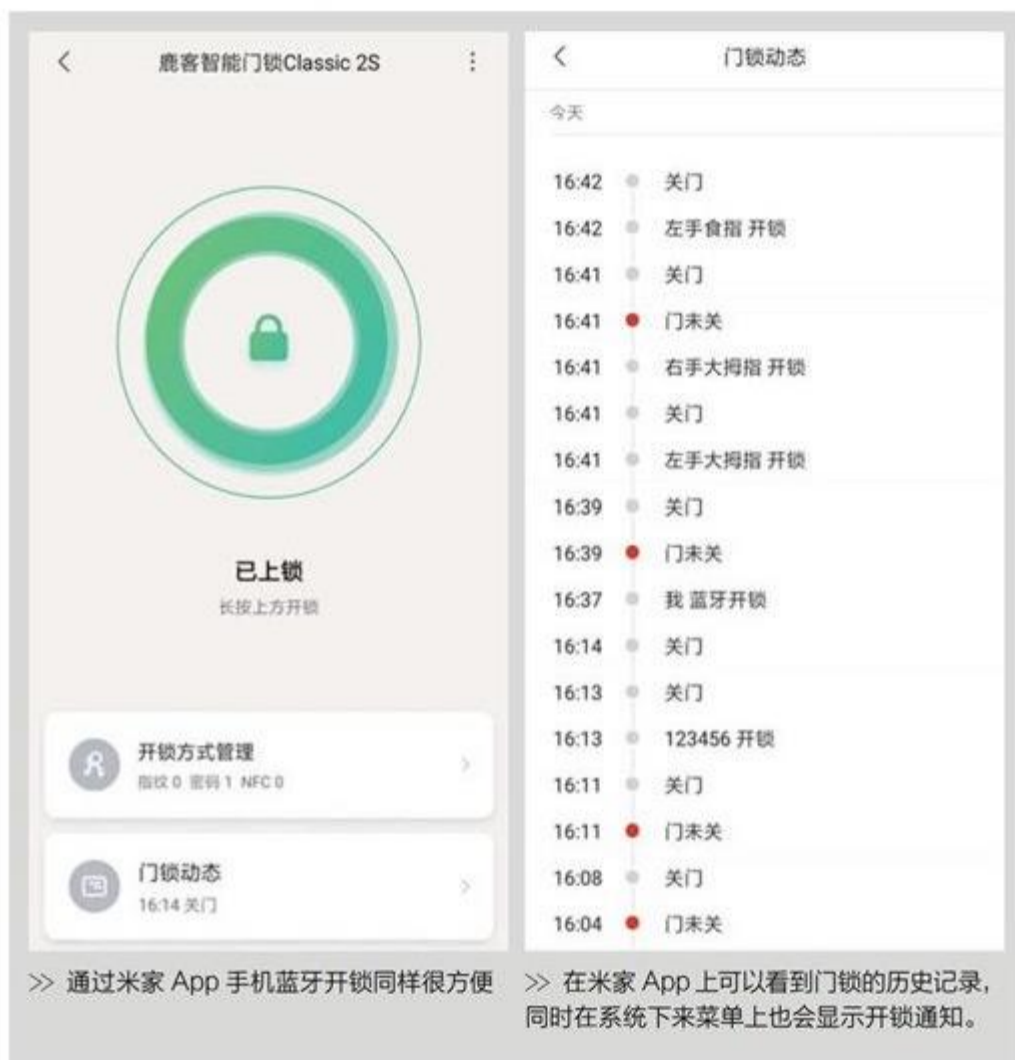 鹿客智能门锁Classic 2S
已上锁
长按上方开锁
开锁方式管理
指纹 0 密码 1 NFC 0
门锁动态
16:14 关门
>> 通过米家 App 手机蓝牙开锁同样很方便
门锁动态
今天
16:42 关门
16:42 左手食指 开锁
16:41 关门
16:41 门未关
16:41 右手大拇指 开锁
16:41 关门
16:41 左手大拇指 开锁
16:39 关门
16:39 门未关
16:37 我 蓝牙开锁
16:14 关门
16:13 关门
16:13 123456 开锁
16:11 关门
16:11 门未关
16:08 关门
16:04 门未关
>> 在米家 App 上可以看到门锁的历史记录，
同时在系统下来菜单上也会显示开锁通知。